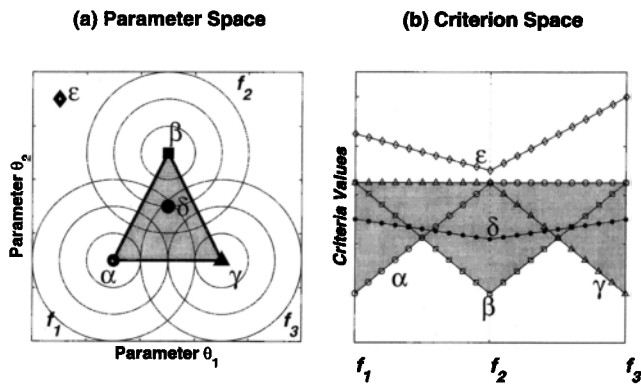 (a) Parameter Space
(b) Criterion Space
f2
ε
β
Parameter θ2
δ
α
γ
f1
f3
Parameter θ1
Criteria Values
ε
δ
α
β
γ
f1
f2
f3